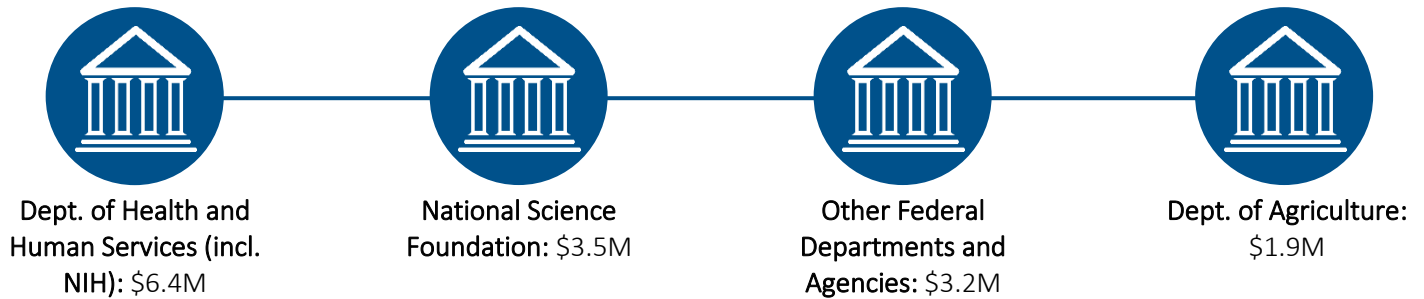 Dept. of Health and
Human Services (incl.
NIH): $6.4M
National Science
Foundation: $3.5M
Other Federal
Departments and
Agencies: $3.2M
Dept. of Agriculture:
$1.9M